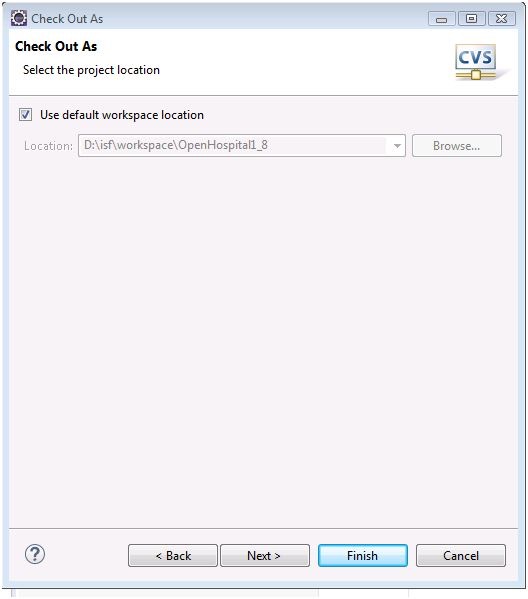 Check Out As
Check Out As
Select the project location
CVS
Use default workspace location
Location: D:\isf\workspace\OpenHospital1_8 Browse...
? < Back Next > Finish Cancel